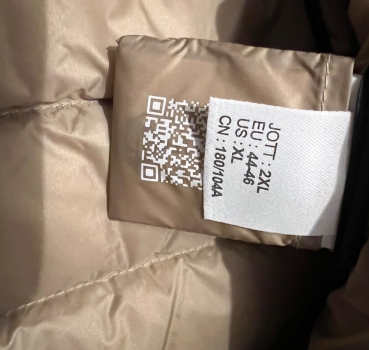 JOTT : 2XL
EU : 44-46
US : XL
CN : 180/104A